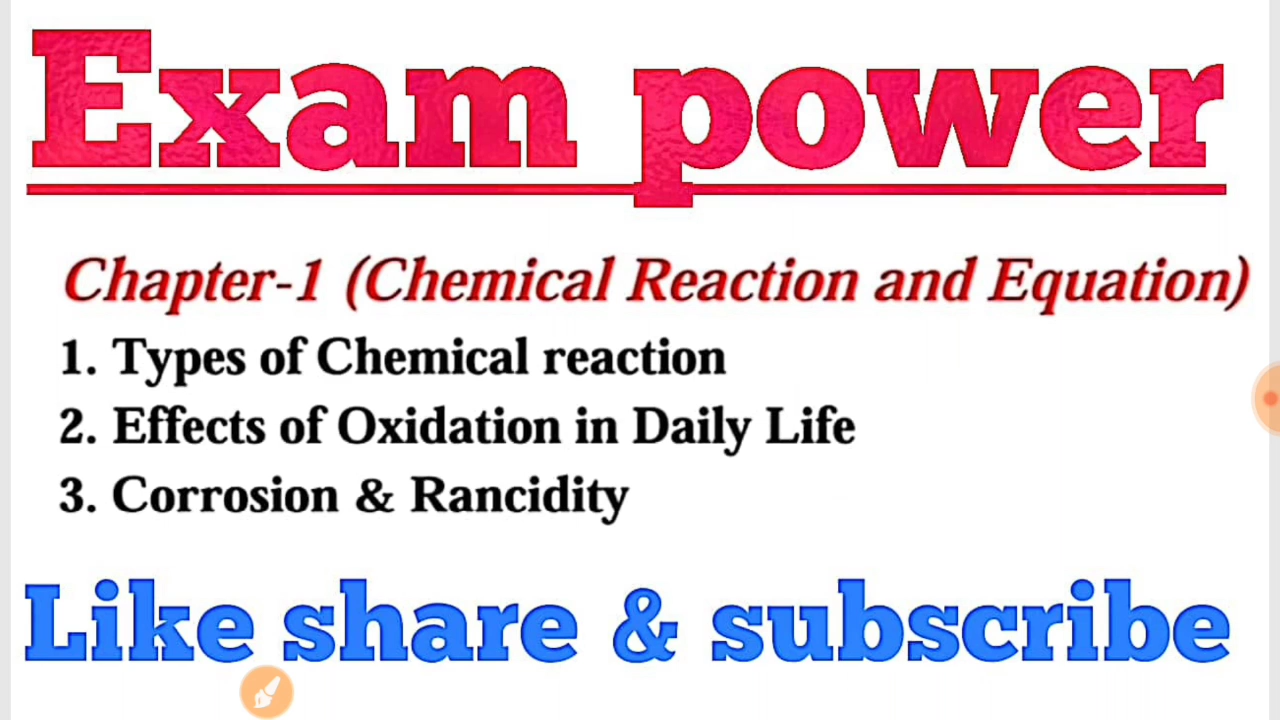 Exam power
Chapter-1 (Chemical Reaction and Equation)
1. Types of Chemical reaction
2. Effects of Oxidation in Daily Life
3. Corrosion & Rancidity
Like share & subscribe